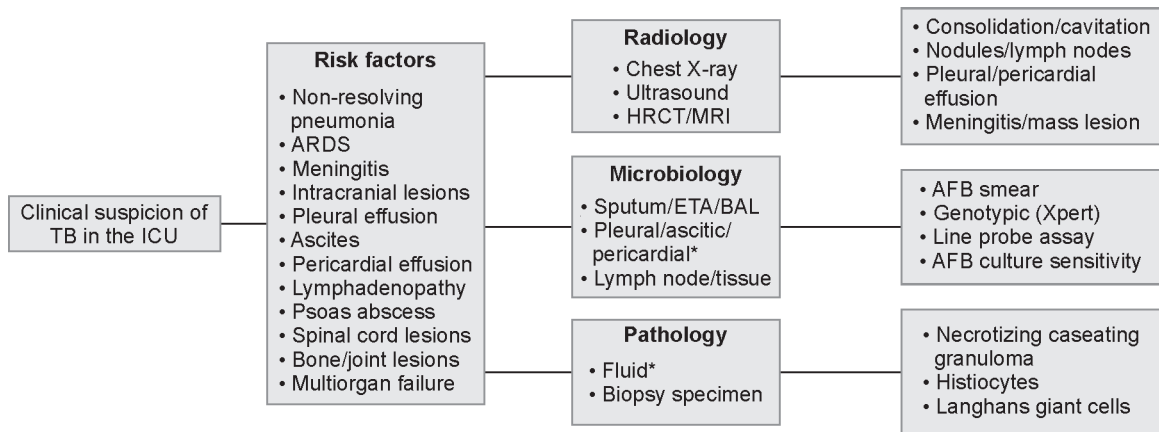 Clinical suspicion of
TB in the ICU
Risk factors
• Non-resolving
pneumonia
• ARDS
• Meningitis
• Intracranial lesions
• Pleural effusion
• Ascites
• Pericardial effusion
• Lymphadenopathy
• Psoas abscess
• Spinal cord lesions
• Bone/joint lesions
• Multiorgan failure
Radiology
• Chest X-ray
• Ultrasound
• HRCT/MRI
• Consolidation/cavitation
• Nodules/lymph nodes
• Pleural/pericardial
effusion
• Meningitis/mass lesion
Microbiology
• Sputum/ETA/BAL
• Pleural/ascitic/
pericardial*
• Lymph node/tissue
• AFB smear
• Genotypic (Xpert)
• Line probe assay
• AFB culture sensitivity
Pathology
• Fluid*
• Biopsy specimen
• Necrotizing caseating
granuloma
• Histiocytes
• Langhans giant cells